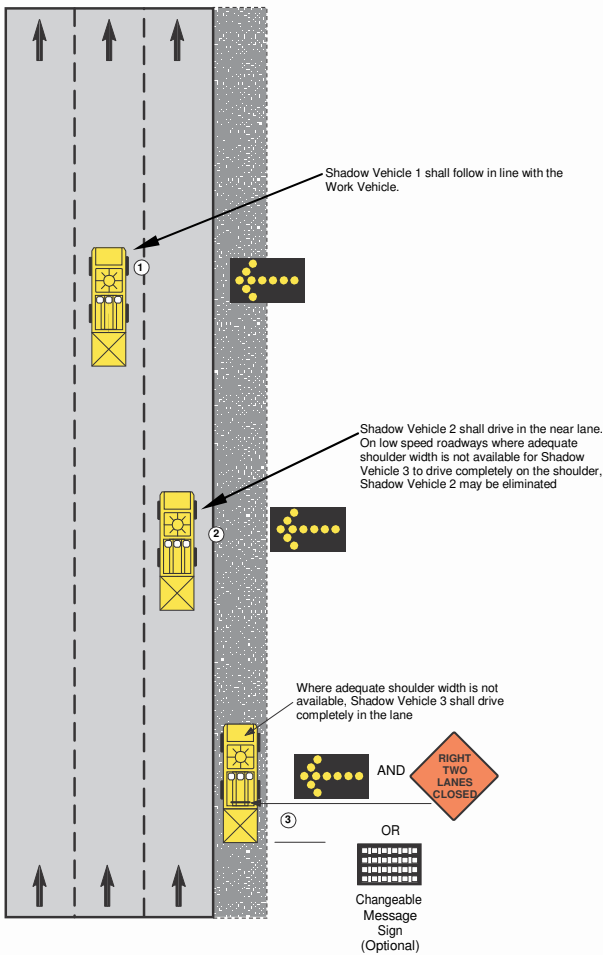 Shadow Vehicle 1 shall follow in line with the
Work Vehicle.
1
Shadow Vehicle 2 shall drive in the near lane.
On low speed roadways where adequate
shoulder width is not available for Shadow
Vehicle 3 to drive completely on the shoulder,
Shadow Vehicle 2 may be eliminated
2
Where adequate shoulder width is not
available, Shadow Vehicle 3 shall drive
completely in the lane
AND
RIGHT
TWO
LANES
CLOSED
3
OR
Changeable
Message
Sign
(Optional)